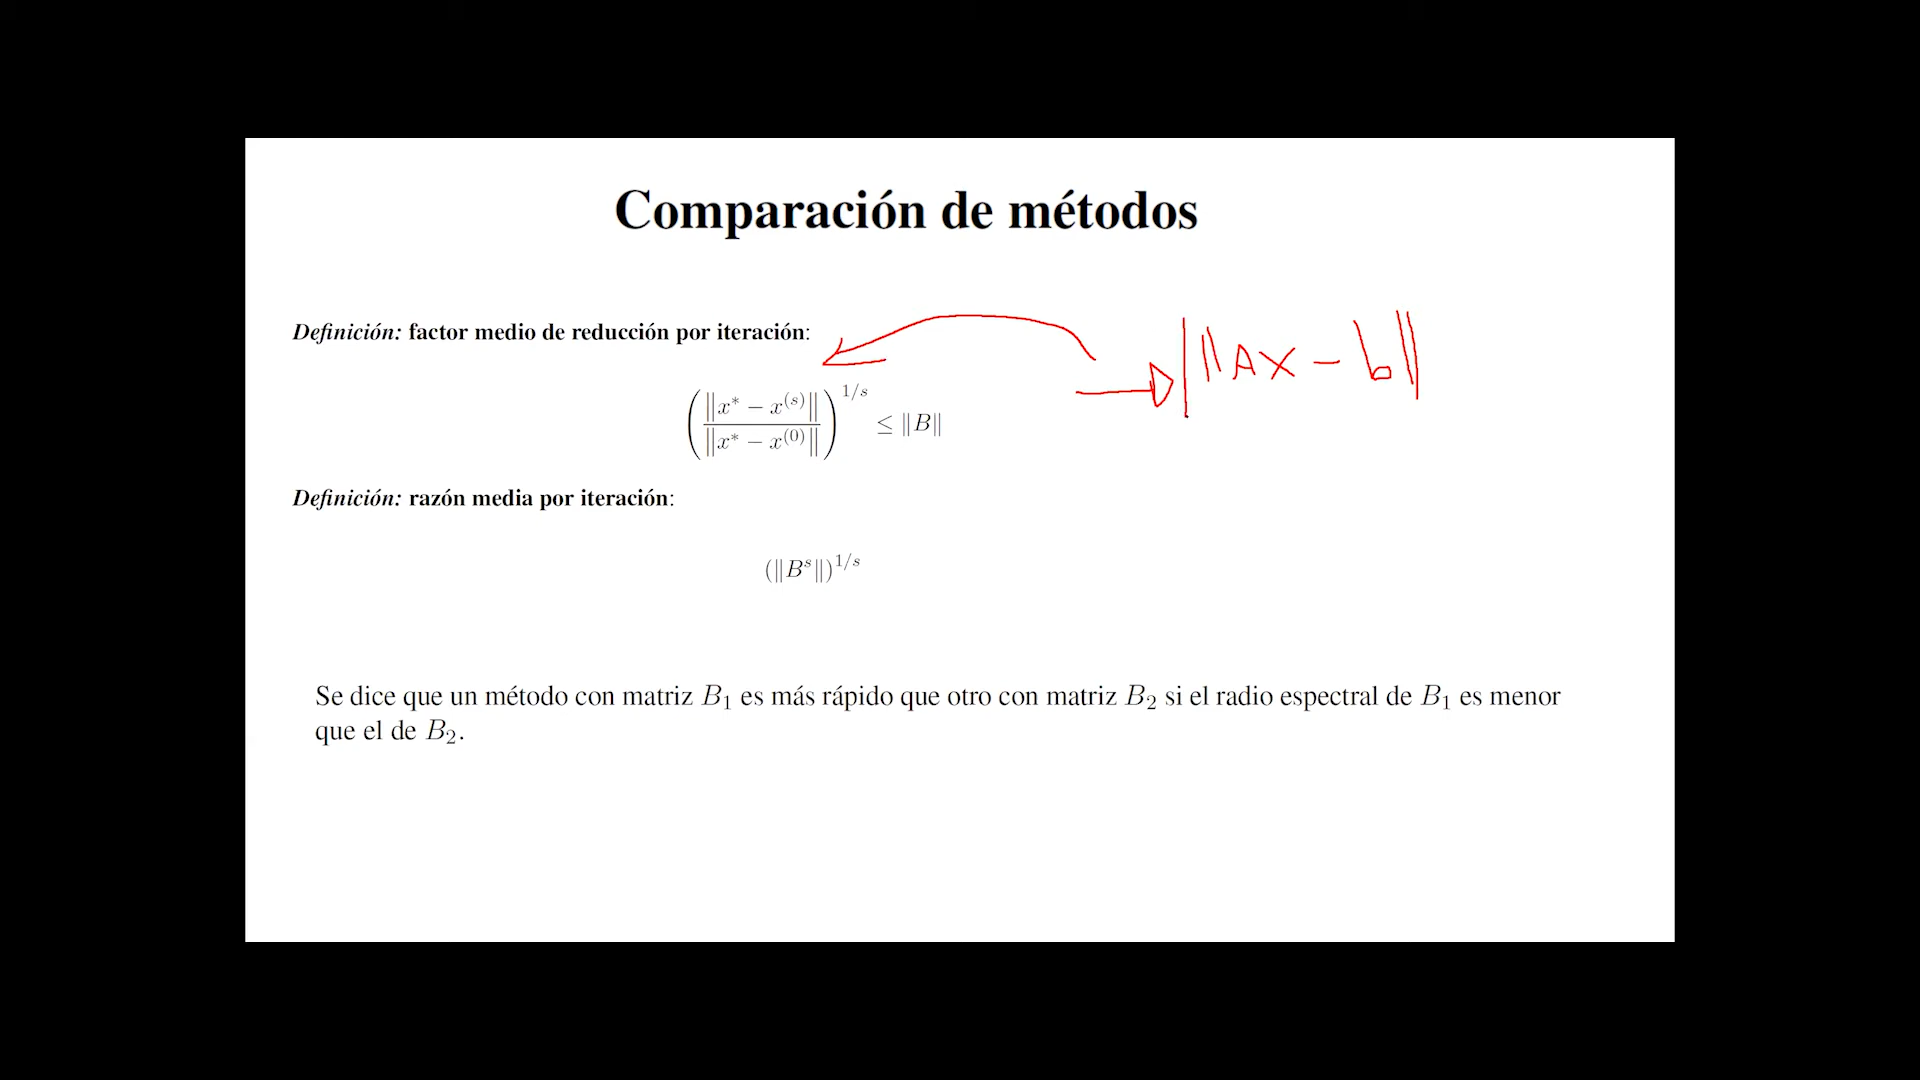 Comparación de métodos
Definición: factor medio de reducción por iteración:
‖Ax − b‖
(‖x* − x⁽ˢ⁾‖ / ‖x* − x⁽⁰⁾‖)^{1/s} ≤ ‖B‖
Definición: razón media por iteración:
(‖Bˢ‖)^{1/s}
Se dice que un método con matriz B₁ es más rápido que otro con matriz B₂ si el radio espectral de B₁ es menor
que el de B₂.